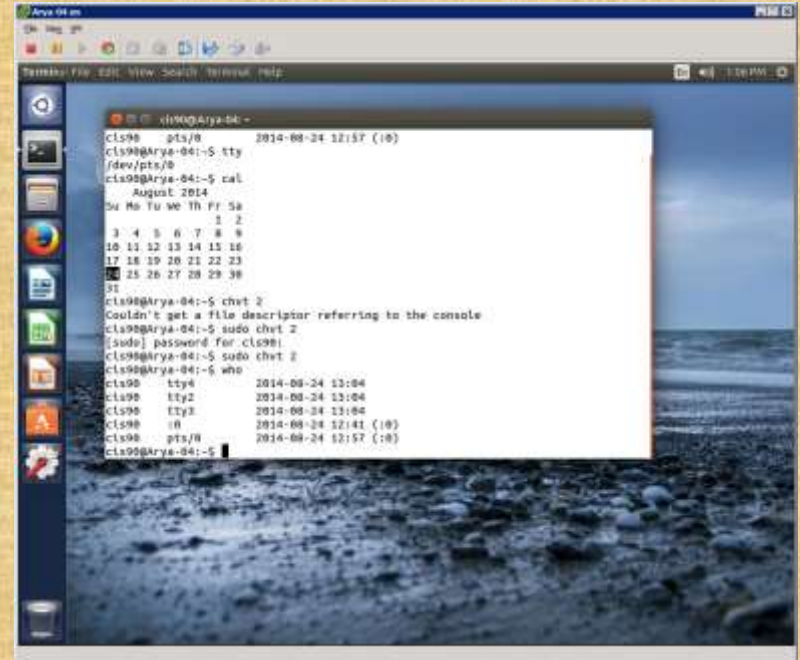 Arya-04 on
File View VM
Terminal File Edit View Search Terminal Help
1:06 PM
cis90@Arya-04: ~
cis90 pts/0 2014-08-24 12:57 (:0)
cis90@Arya-04:~$ tty
/dev/pts/0
cis90@Arya-04:~$ cal
August 2014
Su Mo Tu We Th Fr Sa
1 2
3 4 5 6 7 8 9
10 11 12 13 14 15 16
17 18 19 20 21 22 23
24 25 26 27 28 29 30
31
cis90@Arya-04:~$ chvt 2
Couldn't get a file descriptor referring to the console
cis90@Arya-04:~$ sudo chvt 2
[sudo] password for cis90:
cis90@Arya-04:~$ sudo chvt 2
cis90@Arya-04:~$ who
cis90 tty4 2014-08-24 13:04
cis90 tty2 2014-08-24 13:04
cis90 tty3 2014-08-24 13:04
cis90 :0 2014-08-24 12:41 (:0)
cis90 pts/0 2014-08-24 12:57 (:0)
cis90@Arya-04:~$